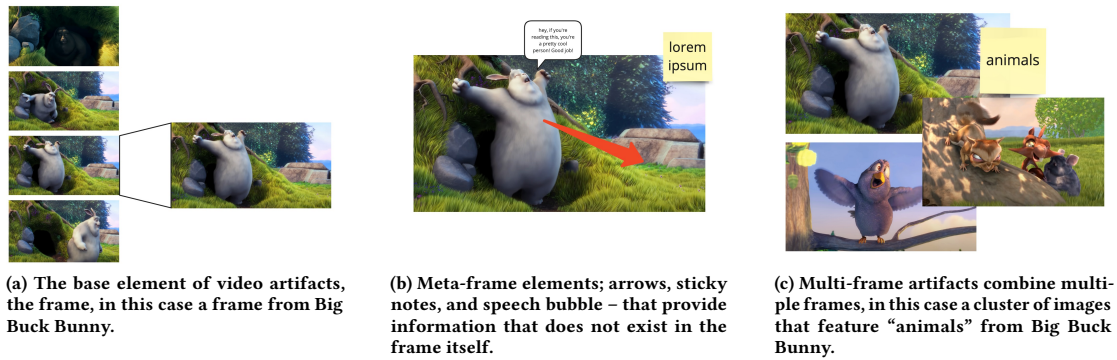 hey, if you're
reading this, you're
a pretty cool
person! Good job!
lorem
ipsum
animals
(a) The base element of video artifacts,
the frame, in this case a frame from Big
Buck Bunny.
(b) Meta-frame elements; arrows, sticky
notes, and speech bubble – that provide
information that does not exist in the
frame itself.
(c) Multi-frame artifacts combine multi-
ple frames, in this case a cluster of images
that feature “animals” from Big Buck
Bunny.